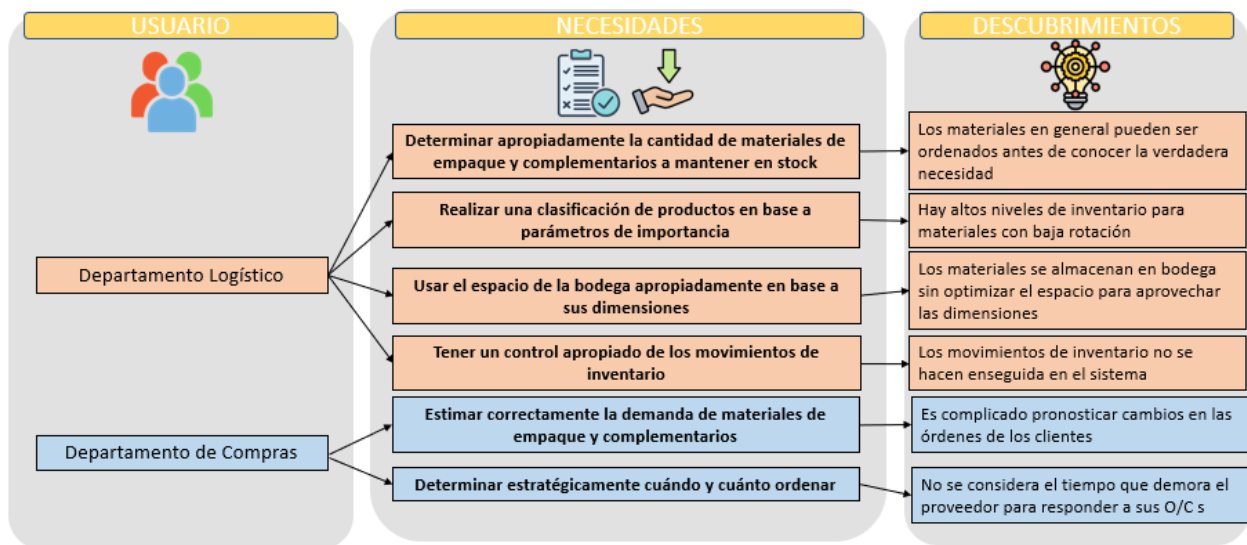 USUARIO
NECESIDADES
DESCUBRIMIENTOS
Departamento Logístico
Determinar apropiadamente la cantidad de materiales de
empaque y complementarios a mantener en stock
Los materiales en general pueden ser
ordenados antes de conocer la verdadera
necesidad
Realizar una clasificación de productos en base a
parámetros de importancia
Hay altos niveles de inventario para
materiales con baja rotación
Usar el espacio de la bodega apropiadamente en base a
sus dimensiones
Los materiales se almacenan en bodega
sin optimizar el espacio para aprovechar
las dimensiones
Tener un control apropiado de los movimientos de
inventario
Los movimientos de inventario no se
hacen enseguida en el sistema
Departamento de Compras
Estimar correctamente la demanda de materiales de
empaque y complementarios
Es complicado pronosticar cambios en las
órdenes de los clientes
Determinar estratégicamente cuándo y cuánto ordenar
No se considera el tiempo que demora el
proveedor para responder a sus O/C s